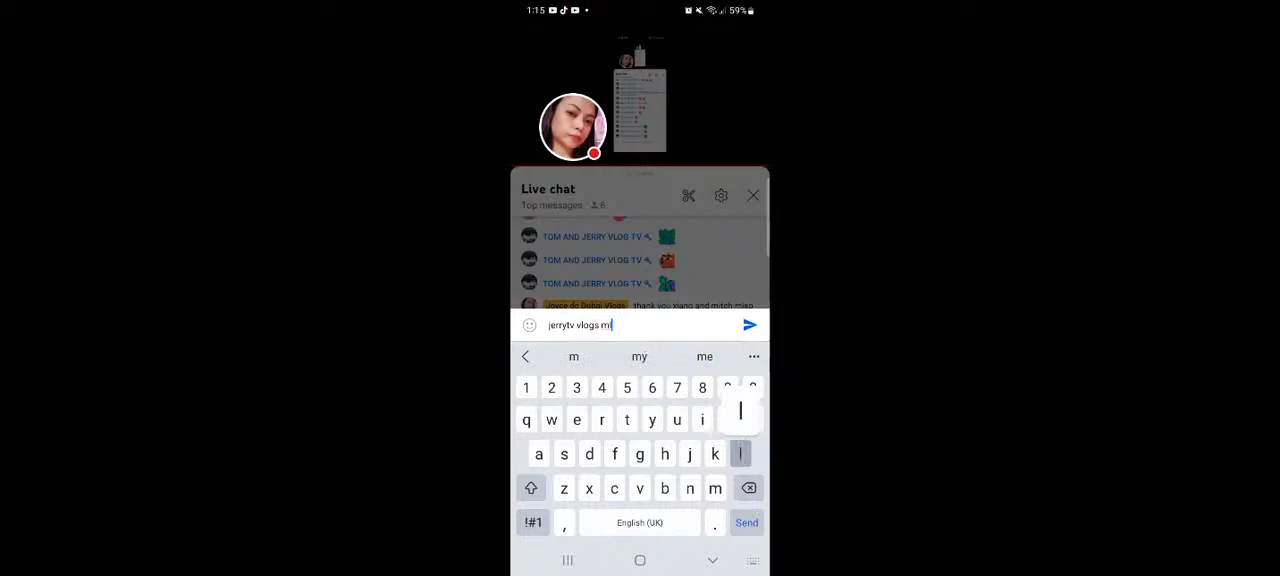 1:15 59%
Live chat
Top messages 6
TOM AND JERRY VLOG TV
TOM AND JERRY VLOG TV
TOM AND JERRY VLOG TV
Joyce de Dubai Vlogs thank you xiano and mitch miso
jerrytv vlogs ml
m my me
1 2 3 4 5 6 7 8
q w e r t y u i
l
a s d f g h j k l
z x c v b n m
!#1 , English (UK) . Send